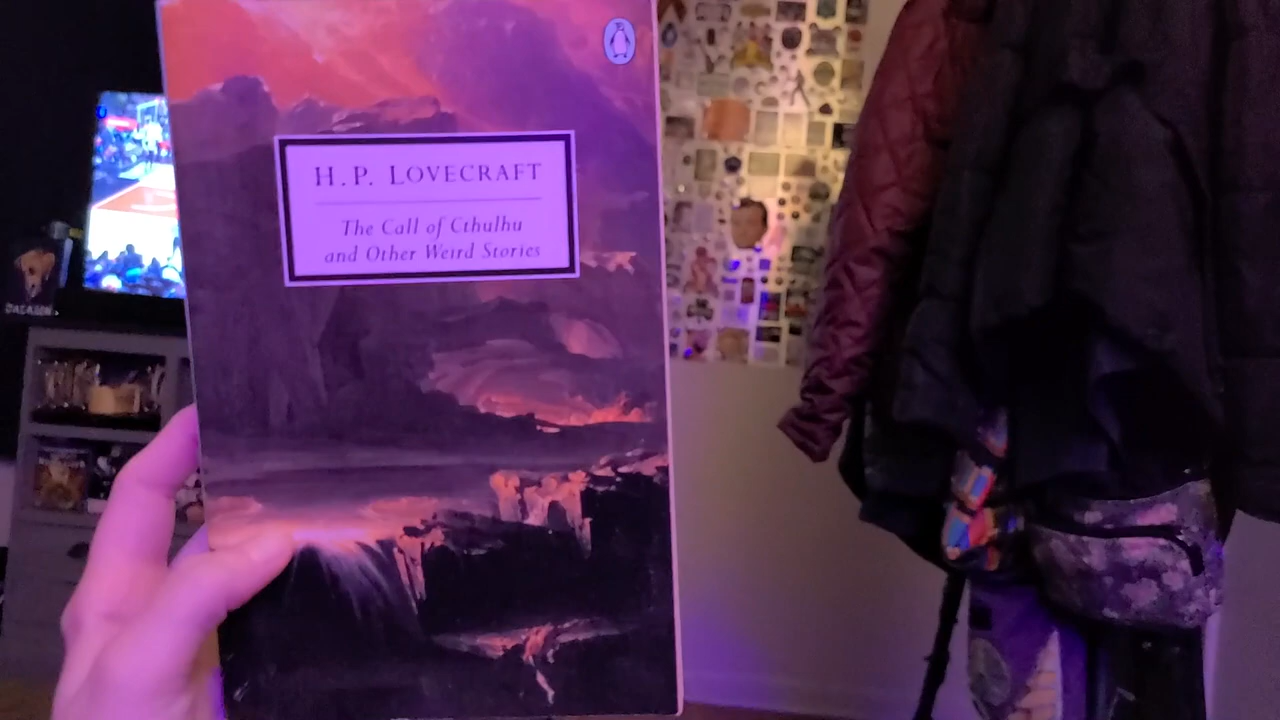 H.P. LOVECRAFT
The Call of Cthulhu
and Other Weird Stories